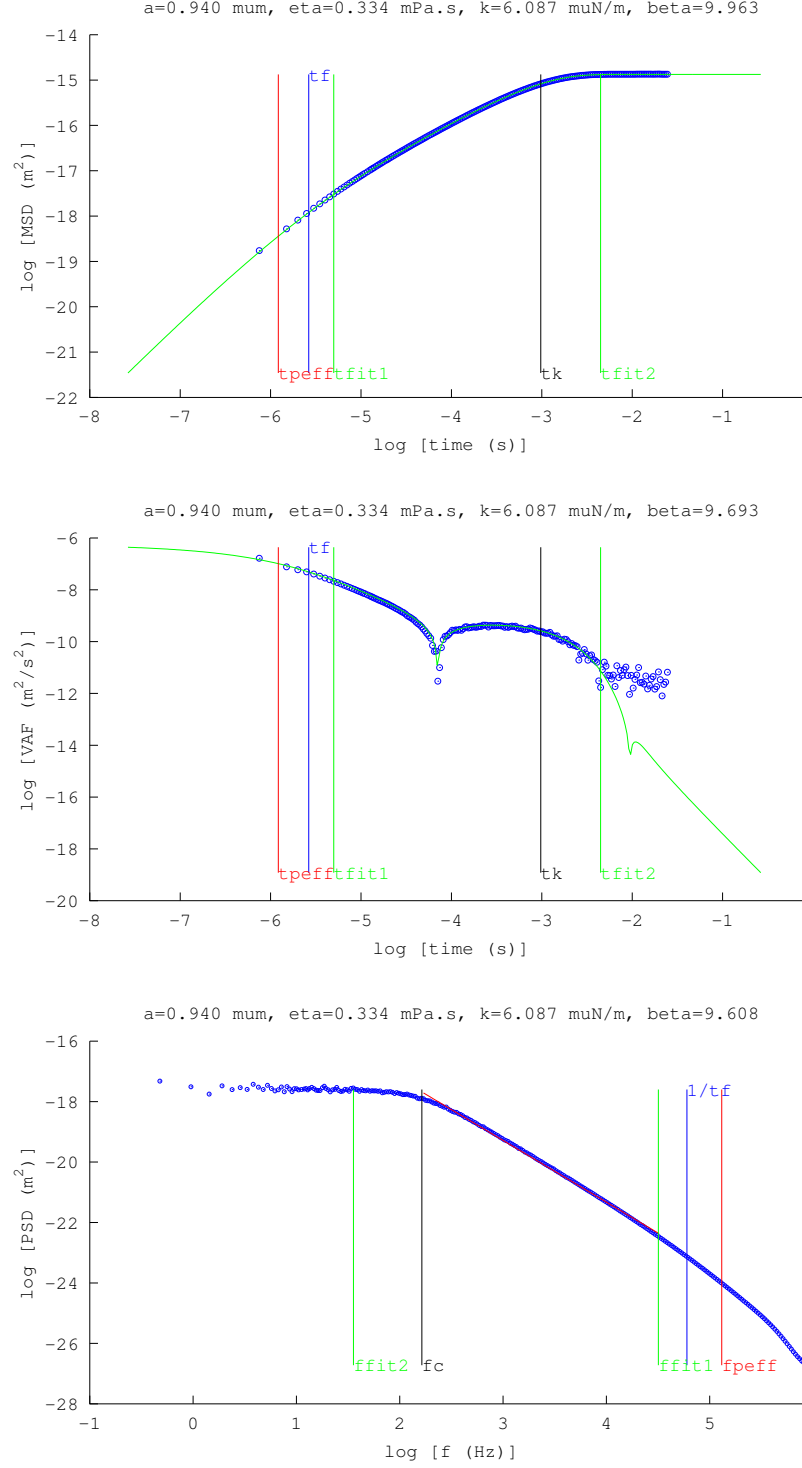 a=0.940 mum, eta=0.334 mPa.s, k=6.087 muN/m, beta=9.963
-14
-15
-16
-17
-18
-19
-20
-21
-22
log [MSD (m²)]
tf
tpeff tfit1 tk tfit2
-8 -7 -6 -5 -4 -3 -2 -1
log [time (s)]
a=0.940 mum, eta=0.334 mPa.s, k=6.087 muN/m, beta=9.693
-6
-8
-10
-12
-14
-16
-18
-20
log [VAF (m²/s²)]
tf
tpeff tfit1 tk tfit2
-8 -7 -6 -5 -4 -3 -2 -1
log [time (s)]
a=0.940 mum, eta=0.334 mPa.s, k=6.087 muN/m, beta=9.608
-16
-18
-20
-22
-24
-26
-28
log [PSD (m²)]
1/tf
ffit2 fc ffit1 fpeff
-1 0 1 2 3 4 5
log [f (Hz)]